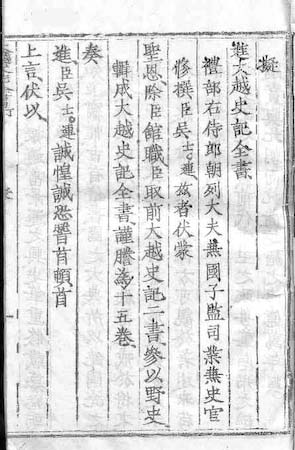 擬
進大越史記全書
禮部右侍郎朝列大夫兼國子監司業兼史官
修撰臣吳士連茲者伏蒙
聖恩除臣館職臣取前大越史記二書參以野史
輯成大越史記全書謹謄為十五卷
奏
進臣吳士連誠惶誠恐稽首頓首
上言伏以